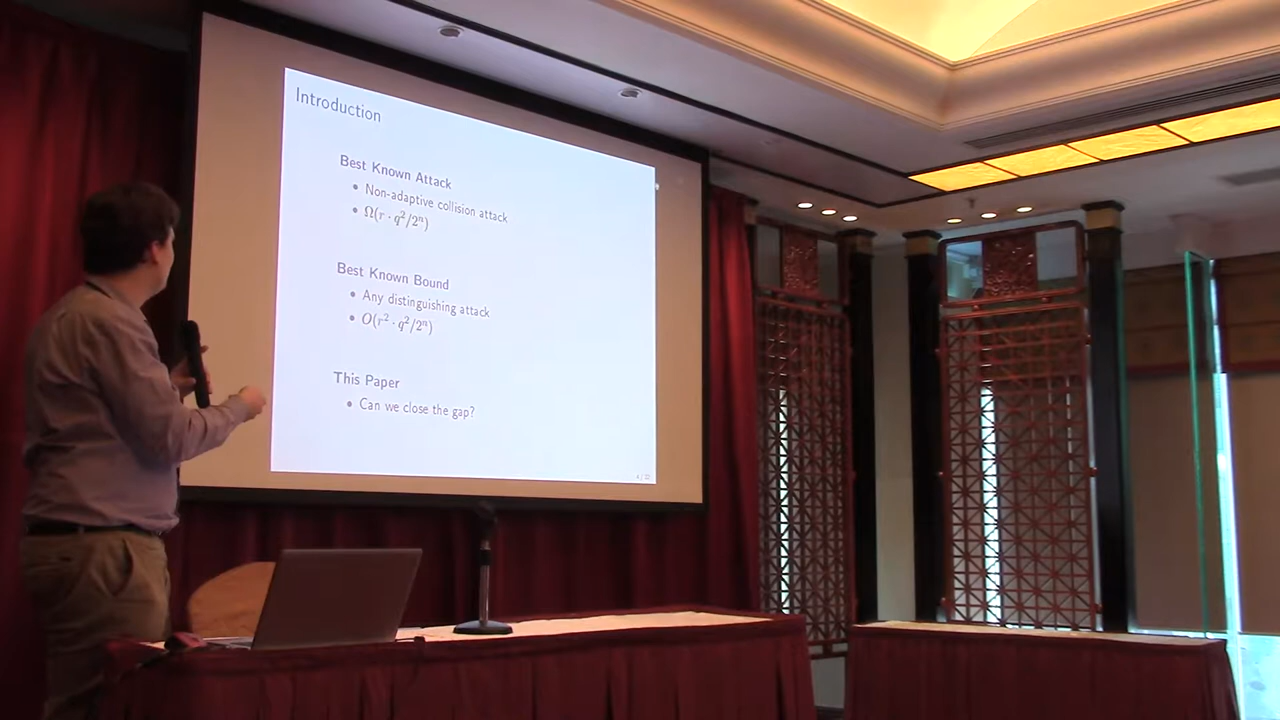 Introduction
Best Known Attack
• Non-adaptive collision attack
• Ω(r · q²/2ⁿ)
Best Known Bound
• Any distinguishing attack
• O(r² · q²/2ⁿ)
This Paper
• Can we close the gap?